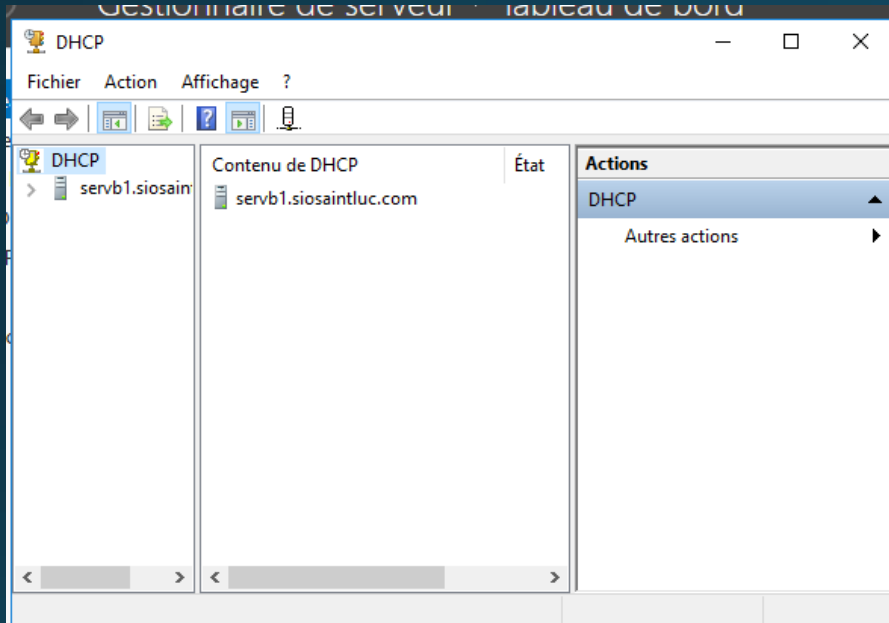 Gestionnaire de serveur Tableau de bord
DHCP
Fichier Action Affichage ?
DHCP
servb1.siosain
Contenu de DHCP État
servb1.siosaintluc.com
Actions
DHCP
Autres actions